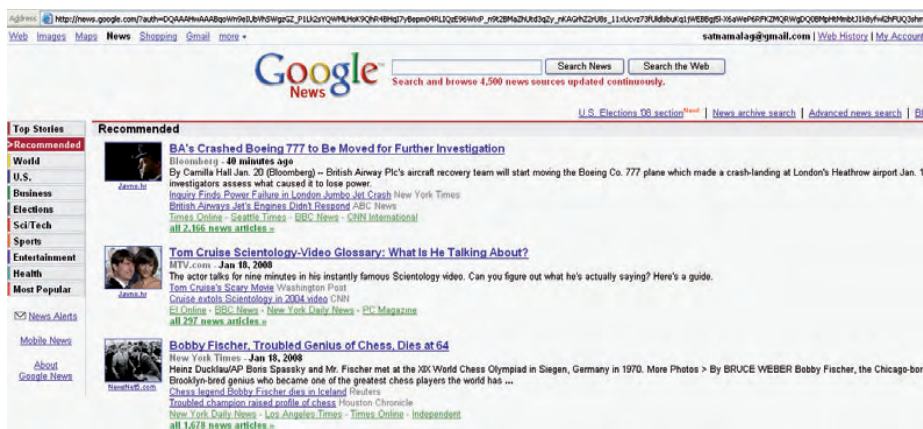 Address http://news.google.com/?auth=
Web Images Maps News Shopping Gmail more
satnamalag@gmail.com | Web History | My Account
Google
News
Search News Search the Web
Search and browse 4,500 news sources updated continuously.
U.S. Elections '08 section New! | News archive search | Advanced news search |
Top Stories
>Recommended
World
U.S.
Business
Elections
Sci/Tech
Sports
Entertainment
Health
Most Popular
News Alerts
Mobile News
About
Google News
Recommended
Javno.hr
BA's Crashed Boeing 777 to Be Moved for Further Investigation
Bloomberg - 40 minutes ago
By Camilla Hall Jan. 20 (Bloomberg) -- British Airway Plc's aircraft recovery team will start moving the Boeing Co. 777 plane which made a crash-landing at London's Heathrow airport Jan.
investigators assess what caused it to lose power.
Inquiry Finds Power Failure in London Jumbo Jet Crash New York Times
British Airways Jet's Engines Didn't Respond ABC News
Times Online - Seattle Times - BBC News - CNN International
all 2,166 news articles »
Javno.hr
Tom Cruise Scientology-Video Glossary: What Is He Talking About?
MTV.com - Jan 18, 2008
The actor talks for nine minutes in his instantly famous Scientology video. Can you figure out what he's actually saying? Here's a guide.
Tom Cruise's Scary Movie Washington Post
Cruise extols Scientology in 2004 video CNN
E! Online - BBC News - New York Daily News - PC Magazine
all 297 news articles »
NewsNet5.com
Bobby Fischer, Troubled Genius of Chess, Dies at 64
New York Times - Jan 18, 2008
Heinz Ducklau/AP Boris Spassky and Mr. Fischer met at the XIX World Chess Olympiad in Siegen, Germany in 1970. More Photos > By BRUCE WEBER Bobby Fischer, the Chicago-bor
Brooklyn-bred genius who became one of the greatest chess players the world has ...
Chess legend Bobby Fischer dies in Iceland Reuters
Troubled champion raised profile of chess Houston Chronicle
New York Daily News - Los Angeles Times - Times Online - Independent
all 1,678 news articles »